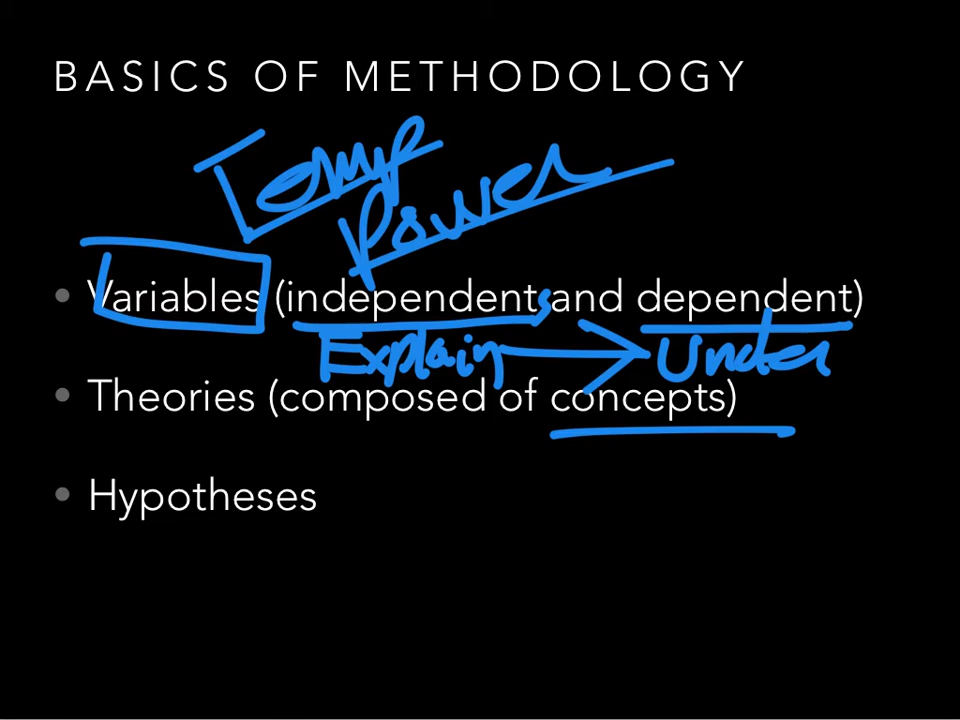 BASICS OF METHODOLOGY
Temp
Power
• Variables (independent and dependent)
Explain Under
• Theories (composed of concepts)
• Hypotheses